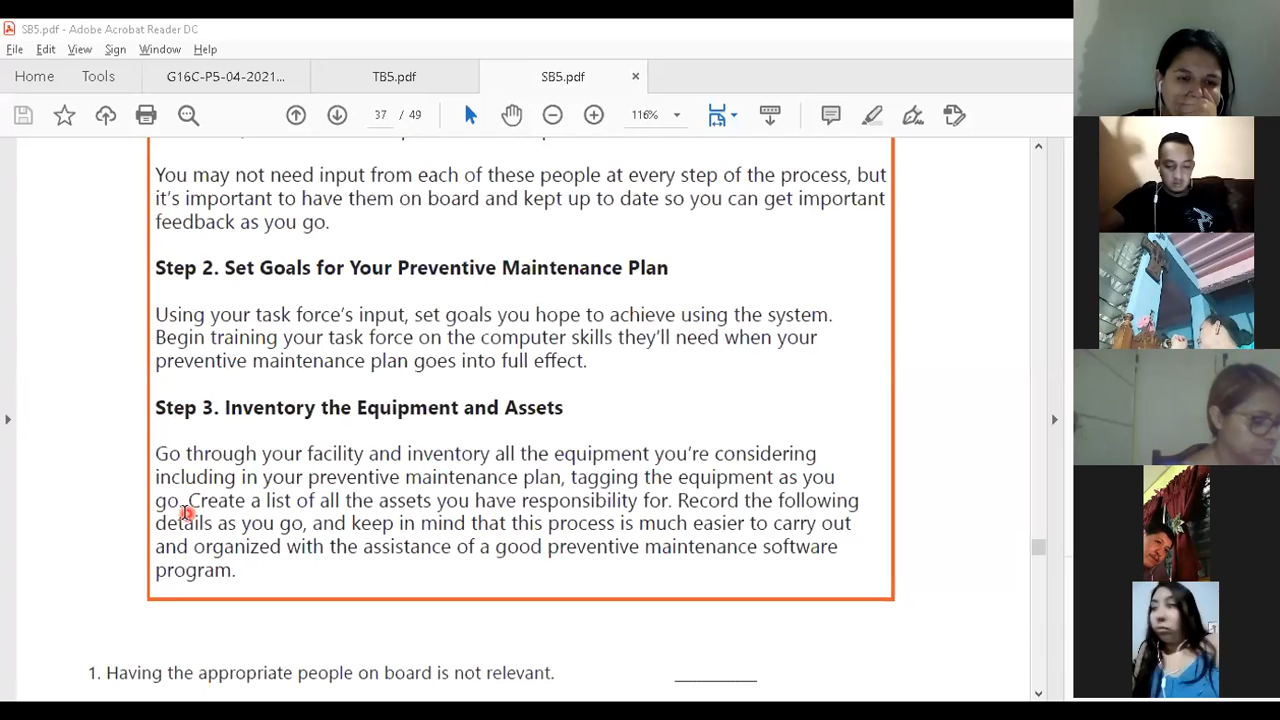 SB5.pdf - Adobe Acrobat Reader DC
File Edit View Sign Window Help
Home Tools G16C-P5-04-2021... TB5.pdf SB5.pdf ×
37 / 49 116%
You may not need input from each of these people at every step of the process, but
it's important to have them on board and kept up to date so you can get important
feedback as you go.
Step 2. Set Goals for Your Preventive Maintenance Plan
Using your task force's input, set goals you hope to achieve using the system.
Begin training your task force on the computer skills they'll need when your
preventive maintenance plan goes into full effect.
Step 3. Inventory the Equipment and Assets
Go through your facility and inventory all the equipment you're considering
including in your preventive maintenance plan, tagging the equipment as you
go. Create a list of all the assets you have responsibility for. Record the following
details as you go, and keep in mind that this process is much easier to carry out
and organized with the assistance of a good preventive maintenance software
program.
1. Having the appropriate people on board is not relevant. __________